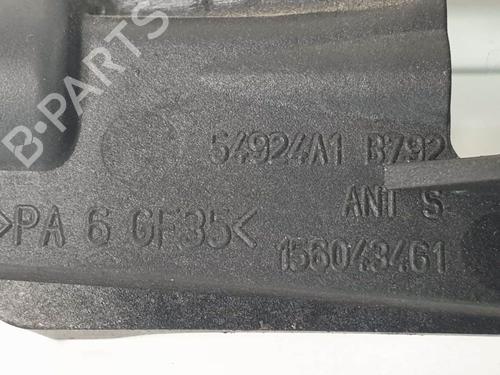 B-PARTS
54924A1 B792
>PA 6 GF35<
ANT S
156043461